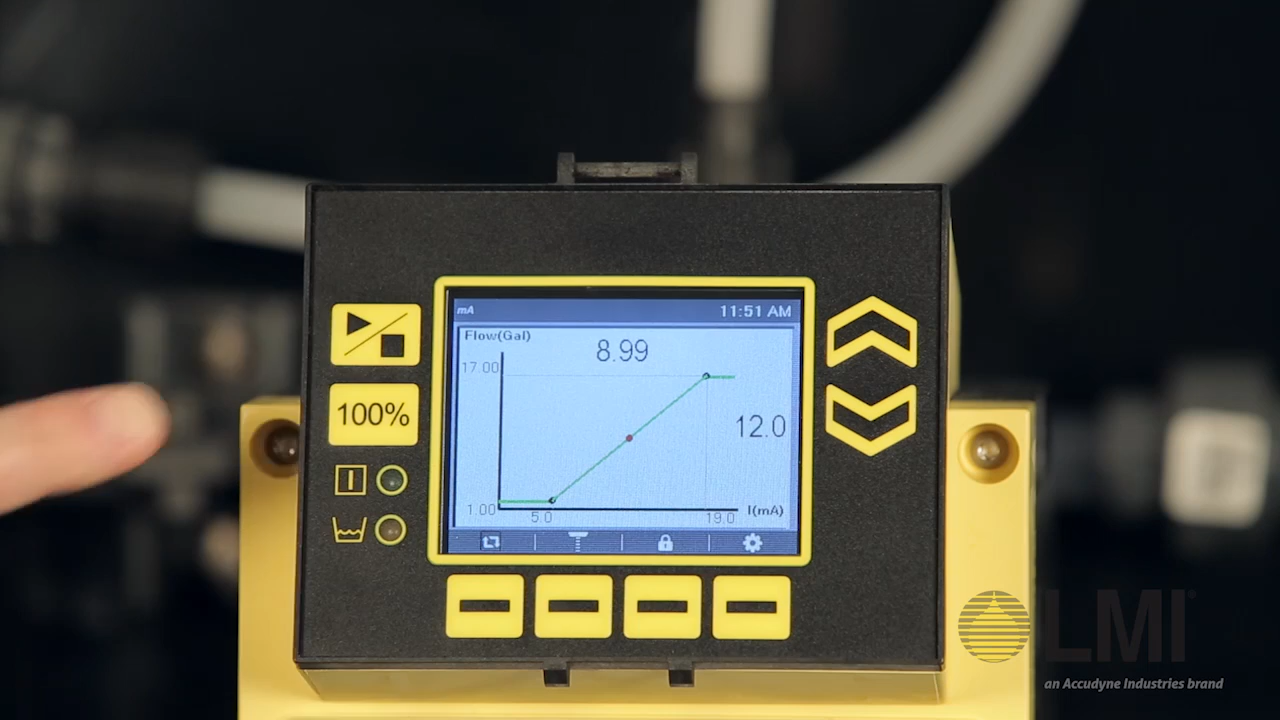 mA
11:51 AM
Flow(Gal)
8.99
17.00
100%
12.0
1.00
5.0
19.0
I(mA)
LMI
an Accudyne Industries brand